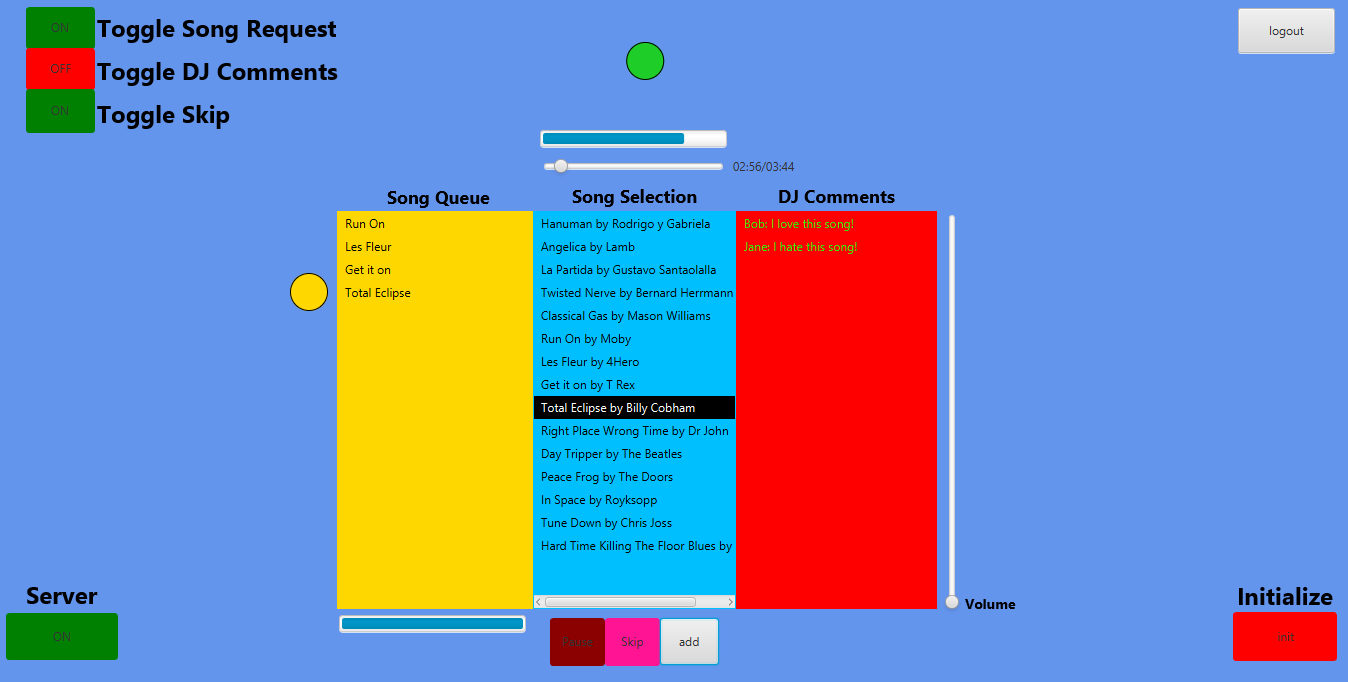 ON
Toggle Song Request
logout
OFF
Toggle DJ Comments
ON
Toggle Skip
02:56/03:44
Song Queue
Run On
Les Fleur
Get it on
Total Eclipse
Song Selection
Hanuman by Rodrigo y Gabriela
Angelica by Lamb
La Partida by Gustavo Santaolalla
Twisted Nerve by Bernard Herrmann
Classical Gas by Mason Williams
Run On by Moby
Les Fleur by 4Hero
Get it on by T Rex
Total Eclipse by Billy Cobham
Right Place Wrong Time by Dr John
Day Tripper by The Beatles
Peace Frog by The Doors
In Space by Royksopp
Tune Down by Chris Joss
Hard Time Killing The Floor Blues by
DJ Comments
Bob: I love this song!
Jane: I hate this song!
Volume
Server
ON
Pause
Skip
add
Initialize
init